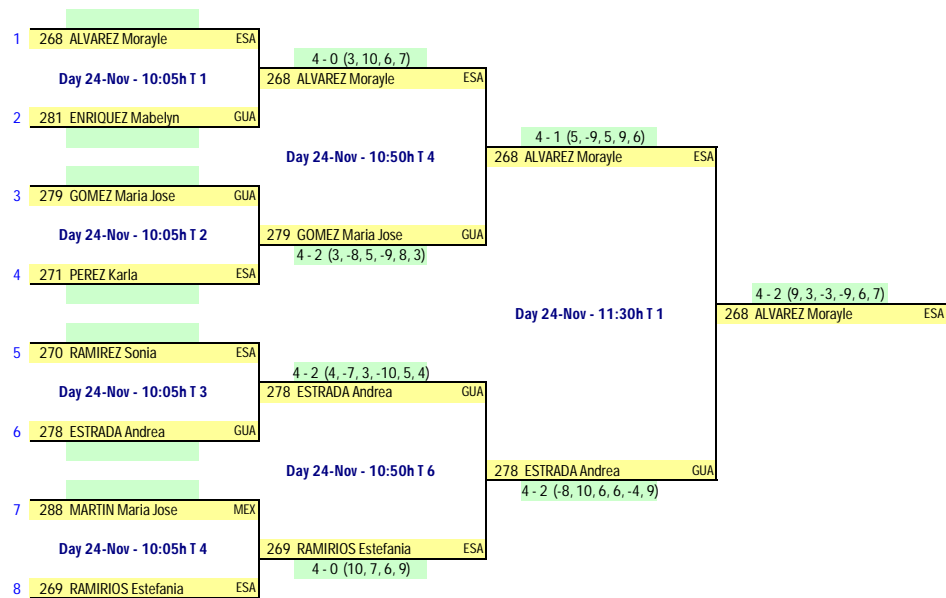 1 268 ALVAREZ Morayle ESA
4 - 0 (3, 10, 6, 7)
Day 24-Nov - 10:05h T 1
268 ALVAREZ Morayle ESA
2 281 ENRIQUEZ Mabelyn GUA
4 - 1 (5, -9, 5, 9, 6)
Day 24-Nov - 10:50h T 4
268 ALVAREZ Morayle ESA
3 279 GOMEZ Maria Jose GUA
Day 24-Nov - 10:05h T 2
279 GOMEZ Maria Jose GUA
4 - 2 (3, -8, 5, -9, 8, 3)
4 271 PEREZ Karla ESA
4 - 2 (9, 3, -3, -9, 6, 7)
Day 24-Nov - 11:30h T 1
268 ALVAREZ Morayle ESA
5 270 RAMIREZ Sonia ESA
4 - 2 (4, -7, 3, -10, 5, 4)
Day 24-Nov - 10:05h T 3
278 ESTRADA Andrea GUA
6 278 ESTRADA Andrea GUA
Day 24-Nov - 10:50h T 6
278 ESTRADA Andrea GUA
4 - 2 (-8, 10, 6, 6, -4, 9)
7 288 MARTIN Maria Jose MEX
Day 24-Nov - 10:05h T 4
269 RAMIRIOS Estefania ESA
4 - 0 (10, 7, 6, 9)
8 269 RAMIRIOS Estefania ESA